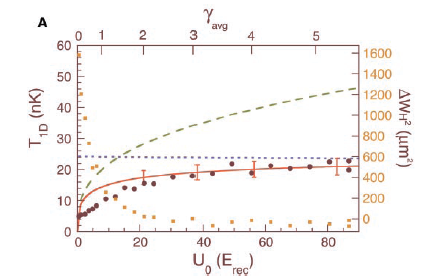 A
γavg
0 1 2 3 4 5
60
50
40
30
20
10
0
T1D (nK)
1600
1400
1200
1000
800
600
400
200
0
ΔWH² (μm²)
0 20 40 60 80
U0 (Erec)